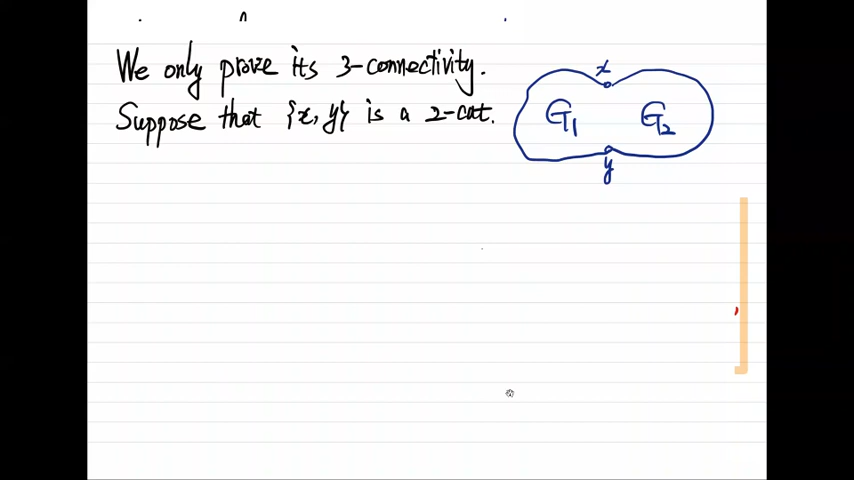 We only prove its 3-connectivity.
Suppose that {x, y} is a 2-cut.
x
G₁ G₂
y